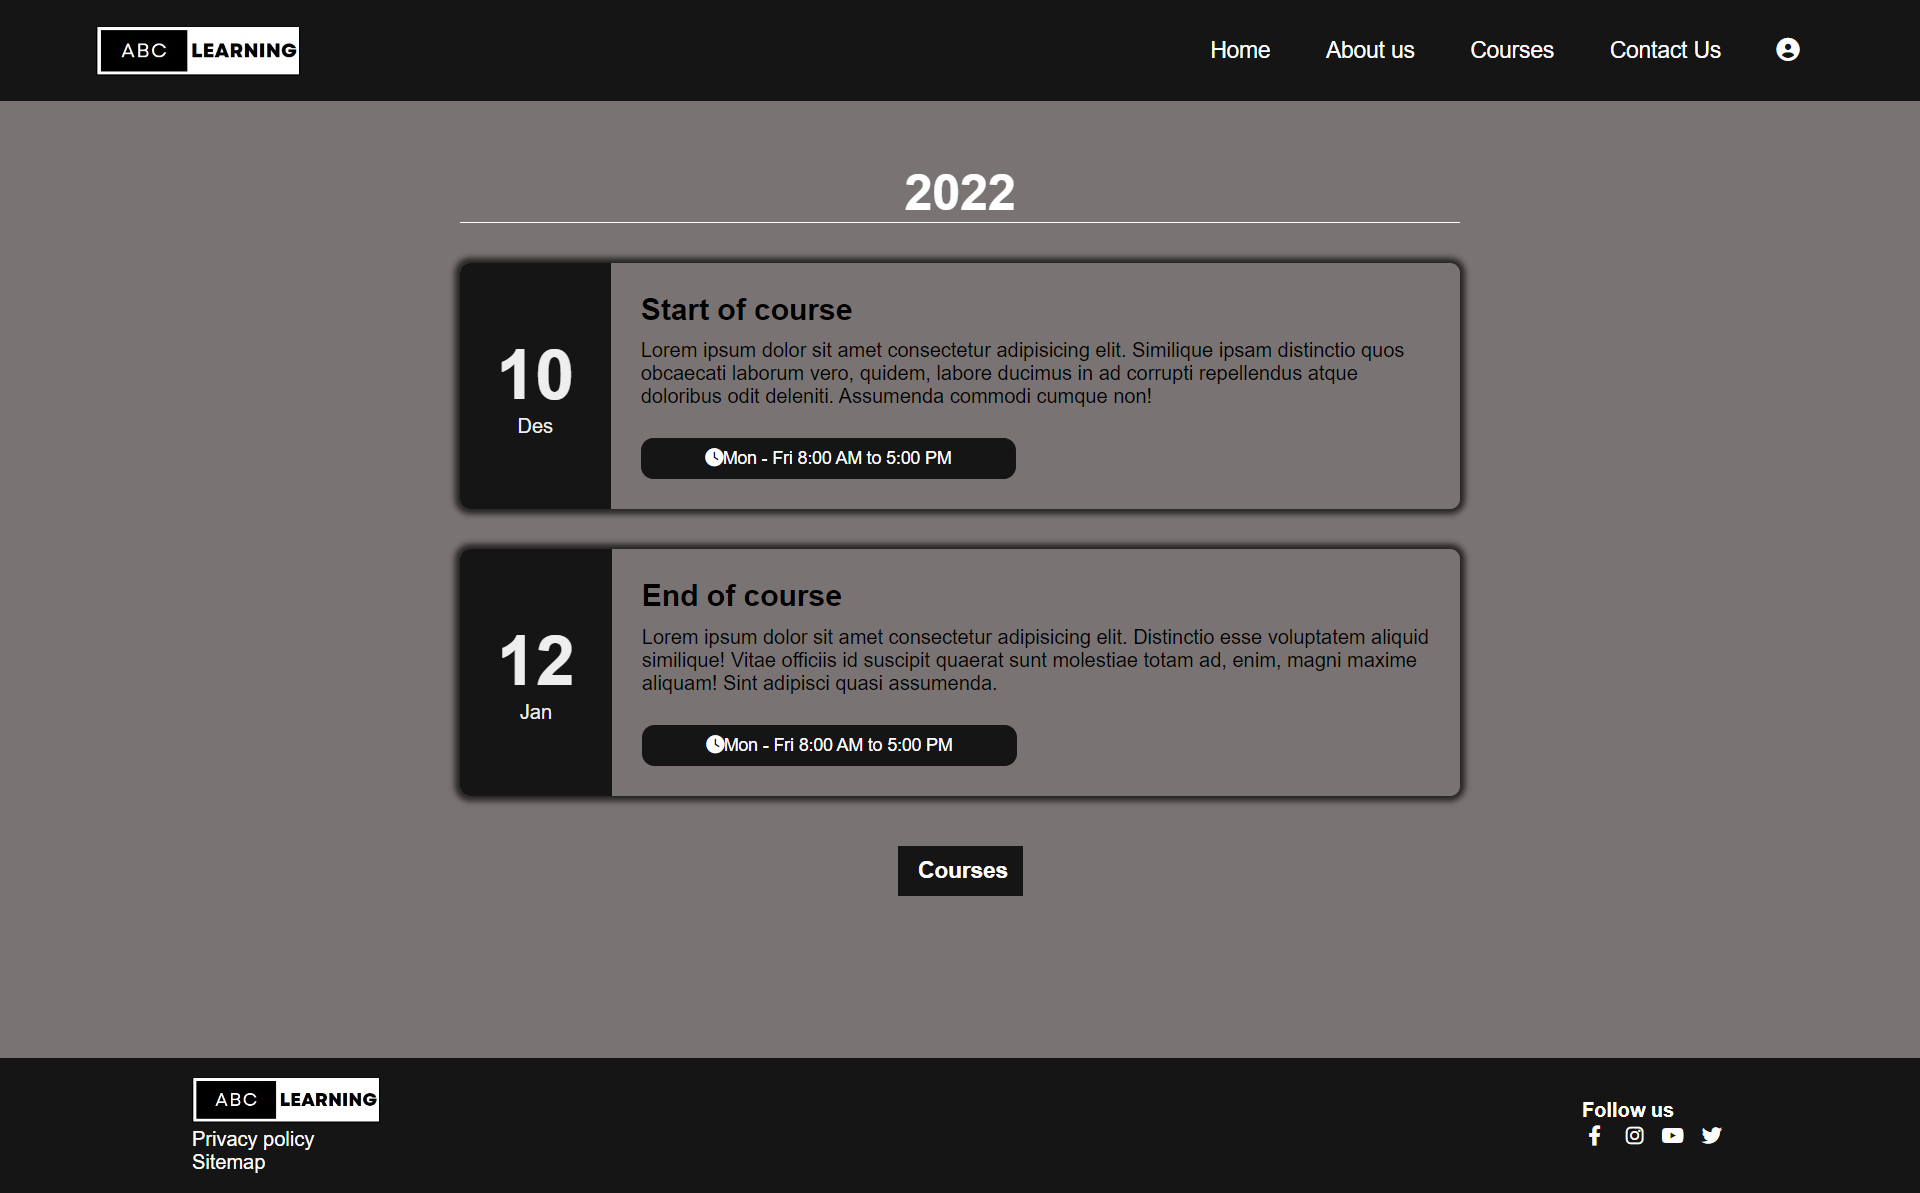 ABC LEARNING
Home About us Courses Contact Us
2022
10
Des
Start of course
Lorem ipsum dolor sit amet consectetur adipisicing elit. Similique ipsam distinctio quos
obcaecati laborum vero, quidem, labore ducimus in ad corrupti repellendus atque
doloribus odit deleniti. Assumenda commodi cumque non!
Mon - Fri 8:00 AM to 5:00 PM
12
Jan
End of course
Lorem ipsum dolor sit amet consectetur adipisicing elit. Distinctio esse voluptatem aliquid
similique! Vitae officiis id suscipit quaerat sunt molestiae totam ad, enim, magni maxime
aliquam! Sint adipisci quasi assumenda.
Mon - Fri 8:00 AM to 5:00 PM
Courses
ABC LEARNING
Privacy policy
Sitemap
Follow us